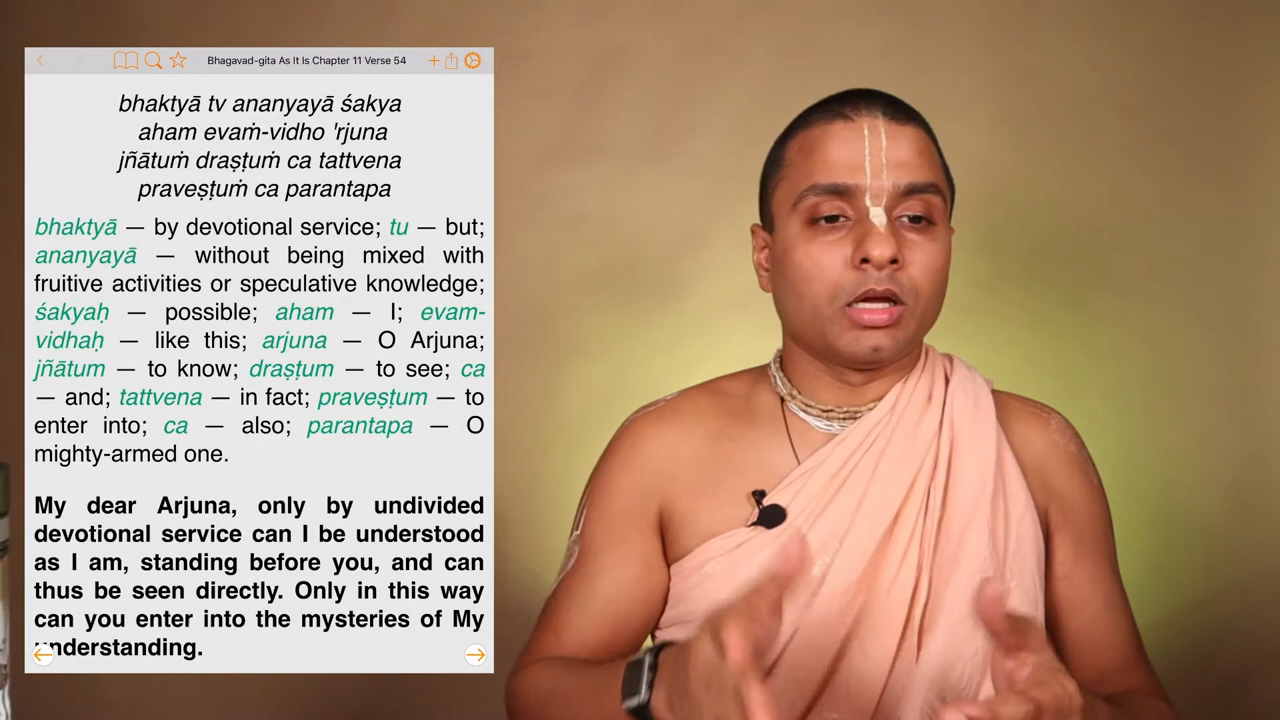 Bhagavad-gita As It Is Chapter 11 Verse 54
bhaktyā tv ananyayā śakya
aham evaṁ-vidho 'rjuna
jñātuṁ draṣṭuṁ ca tattvena
praveṣṭuṁ ca parantapa
bhaktyā — by devotional service; tu — but;
ananyayā — without being mixed with
fruitive activities or speculative knowledge;
śakyaḥ — possible; aham — I; evam-
vidhaḥ — like this; arjuna — O Arjuna;
jñātum — to know; draṣṭum — to see; ca
— and; tattvena — in fact; praveṣṭum — to
enter into; ca — also; parantapa — O
mighty-armed one.
My dear Arjuna, only by undivided
devotional service can I be understood
as I am, standing before you, and can
thus be seen directly. Only in this way
can you enter into the mysteries of My
understanding.